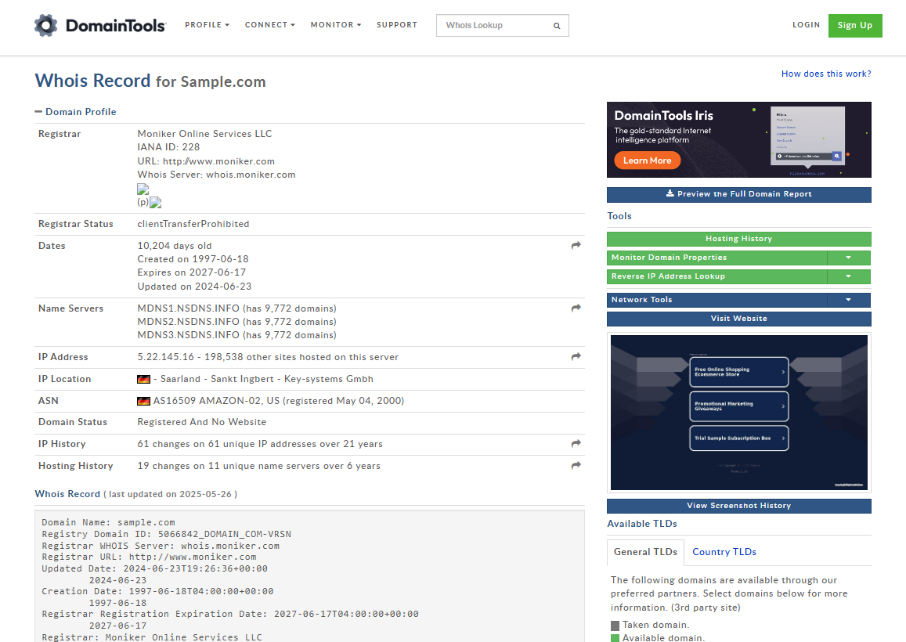 DomainTools
PROFILE
CONNECT
MONITOR
SUPPORT
Whois Lookup
LOGIN
Sign Up
Whois Record for Sample.com
How does this work?
Domain Profile
Registrar
Moniker Online Services LLC
IANA ID: 228
URL: http://www.moniker.com
Whois Server: whois.moniker.com
(p)
Registrar Status
clientTransferProhibited
Dates
10,204 days old
Created on 1997-06-18
Expires on 2027-06-17
Updated on 2024-06-23
Name Servers
MDNS1.NSDNS.INFO (has 9,772 domains)
MDNS2.NSDNS.INFO (has 9,772 domains)
MDNS3.NSDNS.INFO (has 9,772 domains)
IP Address
5.22.145.16 - 198,538 other sites hosted on this server
IP Location
- Saarland - Sankt Ingbert - Key-systems Gmbh
ASN
AS16509 AMAZON-02, US (registered May 04, 2000)
Domain Status
Registered And No Website
IP History
61 changes on 61 unique IP addresses over 21 years
Hosting History
19 changes on 11 unique name servers over 6 years
Whois Record ( last updated on 2025-05-26 )
Domain Name: sample.com
Registry Domain ID: 5066842_DOMAIN_COM-VRSN
Registrar WHOIS Server: whois.moniker.com
Registrar URL: http://www.moniker.com
Updated Date: 2024-06-23T19:26:36+00:00
2024-06-23
Creation Date: 1997-06-18T04:00:00+00:00
1997-06-18
Registrar Registration Expiration Date: 2027-06-17T04:00:00+00:00
2027-06-17
Registrar: Moniker Online Services LLC
DomainTools Iris
The gold-standard Internet
intelligence platform
Learn More
Preview the Full Domain Report
Tools
Hosting History
Monitor Domain Properties
Reverse IP Address Lookup
Network Tools
Visit Website
Free Online Shopping
Ecommerce Store
Promotional Marketing
Giveaways
Trial Sample Subscription Box
View Screenshot History
Available TLDs
General TLDs
Country TLDs
The following domains are available through our
preferred partners. Select domains below for more
information. (3rd party site)
Taken domain.
Available domain.